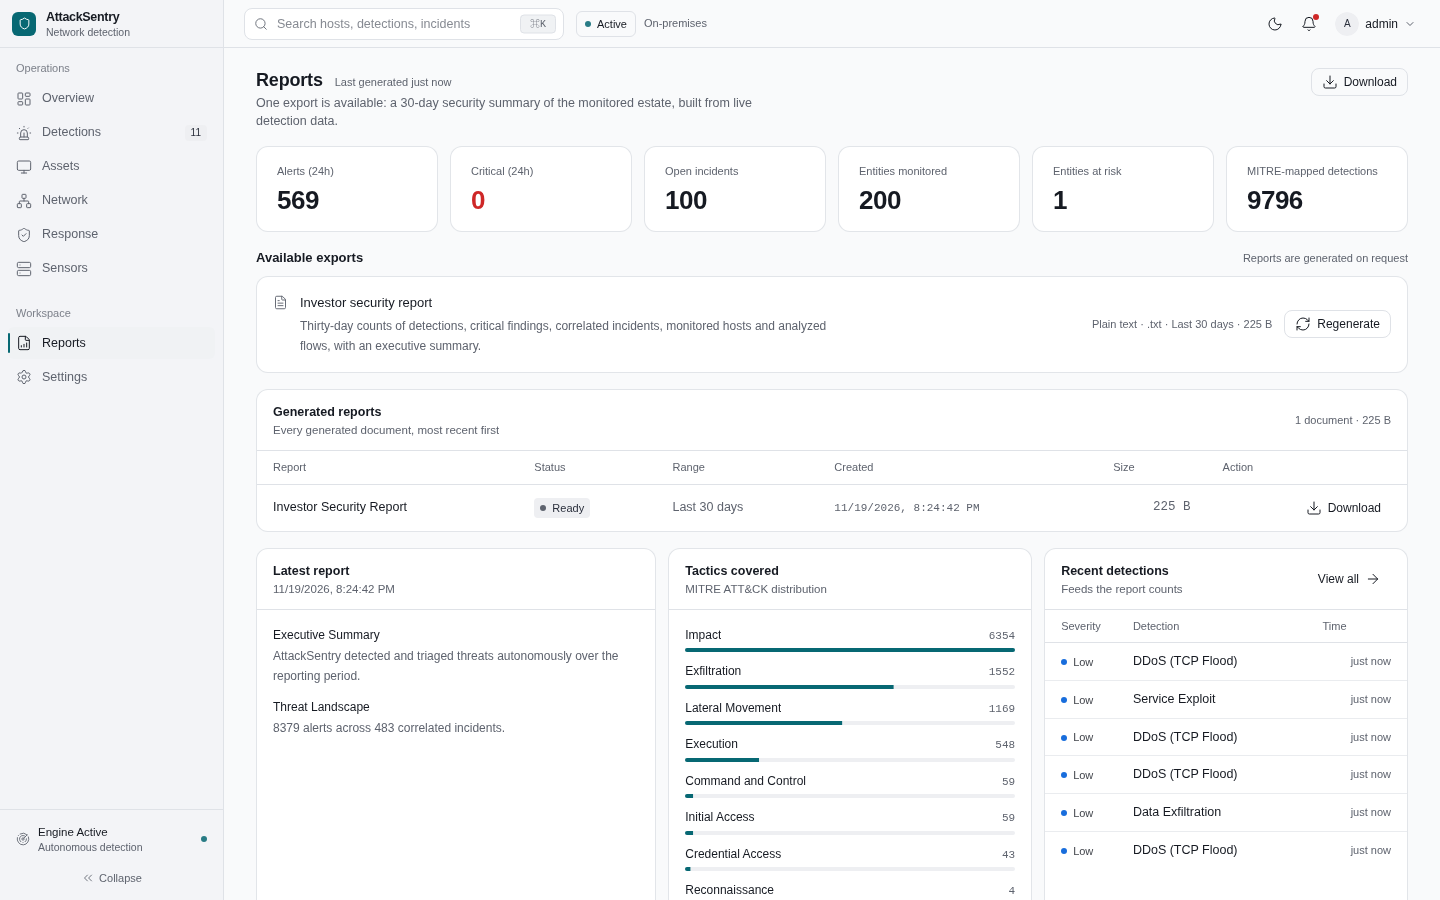 AttackSentry
Network detection
Search hosts, detections, incidents
⌘K
Active
On-premises
A
admin
Operations
Overview
Detections
11
Assets
Network
Response
Sensors
Workspace
Reports
Settings
Engine Active
Autonomous detection
Collapse
Reports
Last generated just now
Download
One export is available: a 30-day security summary of the monitored estate, built from live
detection data.
Alerts (24h)
569
Critical (24h)
0
Open incidents
100
Entities monitored
200
Entities at risk
1
MITRE-mapped detections
9796
Available exports
Reports are generated on request
Investor security report
Thirty-day counts of detections, critical findings, correlated incidents, monitored hosts and analyzed
flows, with an executive summary.
Plain text · .txt · Last 30 days · 225 B
Regenerate
Generated reports
Every generated document, most recent first
1 document · 225 B
Report Status Range Created Size Action
Investor Security Report Ready Last 30 days 11/19/2026, 8:24:42 PM 225 B Download
Latest report
11/19/2026, 8:24:42 PM
Executive Summary
AttackSentry detected and triaged threats autonomously over the
reporting period.
Threat Landscape
8379 alerts across 483 correlated incidents.
Tactics covered
MITRE ATT&CK distribution
Impact 6354
Exfiltration 1552
Lateral Movement 1169
Execution 548
Command and Control 59
Initial Access 59
Credential Access 43
Reconnaissance 4
Recent detections
Feeds the report counts
View all
Severity Detection Time
Low DDoS (TCP Flood) just now
Low Service Exploit just now
Low DDoS (TCP Flood) just now
Low DDoS (TCP Flood) just now
Low Data Exfiltration just now
Low DDoS (TCP Flood) just now